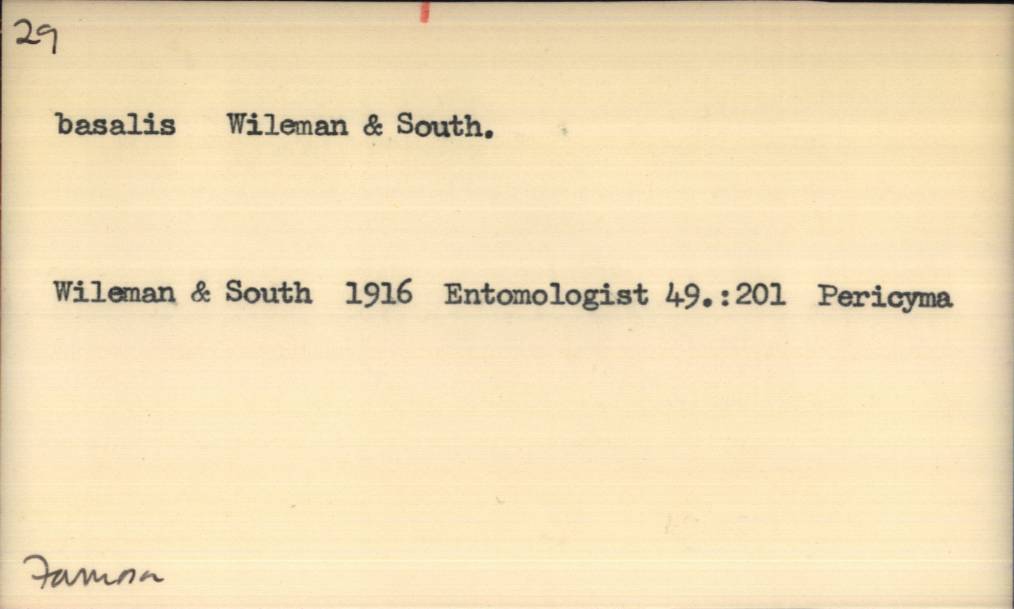 29
basalis Wileman & South.
Wileman & South 1916 Entomologist 49.:201 Pericyma
Formosa